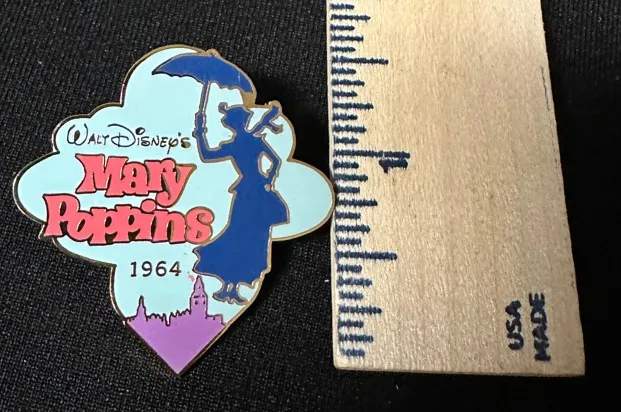 WALT DISNEY'S
Mary
Poppins
1964
1
USA
MADE